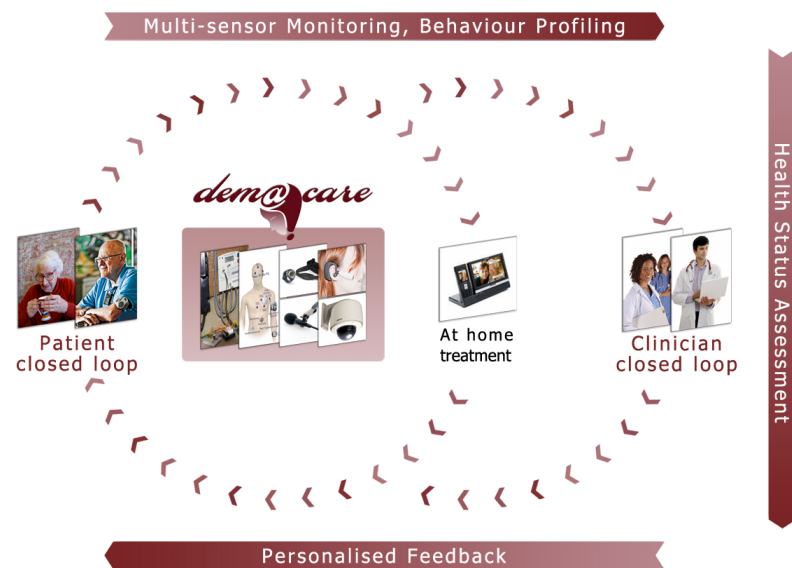 Multi-sensor Monitoring, Behaviour Profiling
dem@care
Patient
closed loop
At home
treatment
Clinician
closed loop
Health Status Assessment
Personalised Feedback